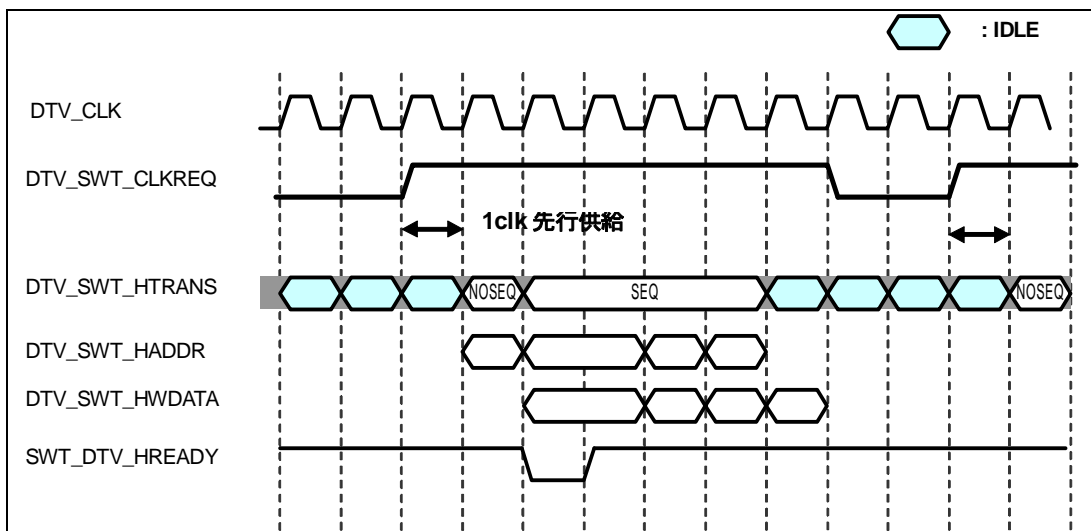 : IDLE
DTV_CLK
DTV_SWT_CLKREQ
1clk 先行供給
DTV_SWT_HTRANS
NOSEQ
SEQ
NOSEQ
DTV_SWT_HADDR
DTV_SWT_HWDATA
SWT_DTV_HREADY